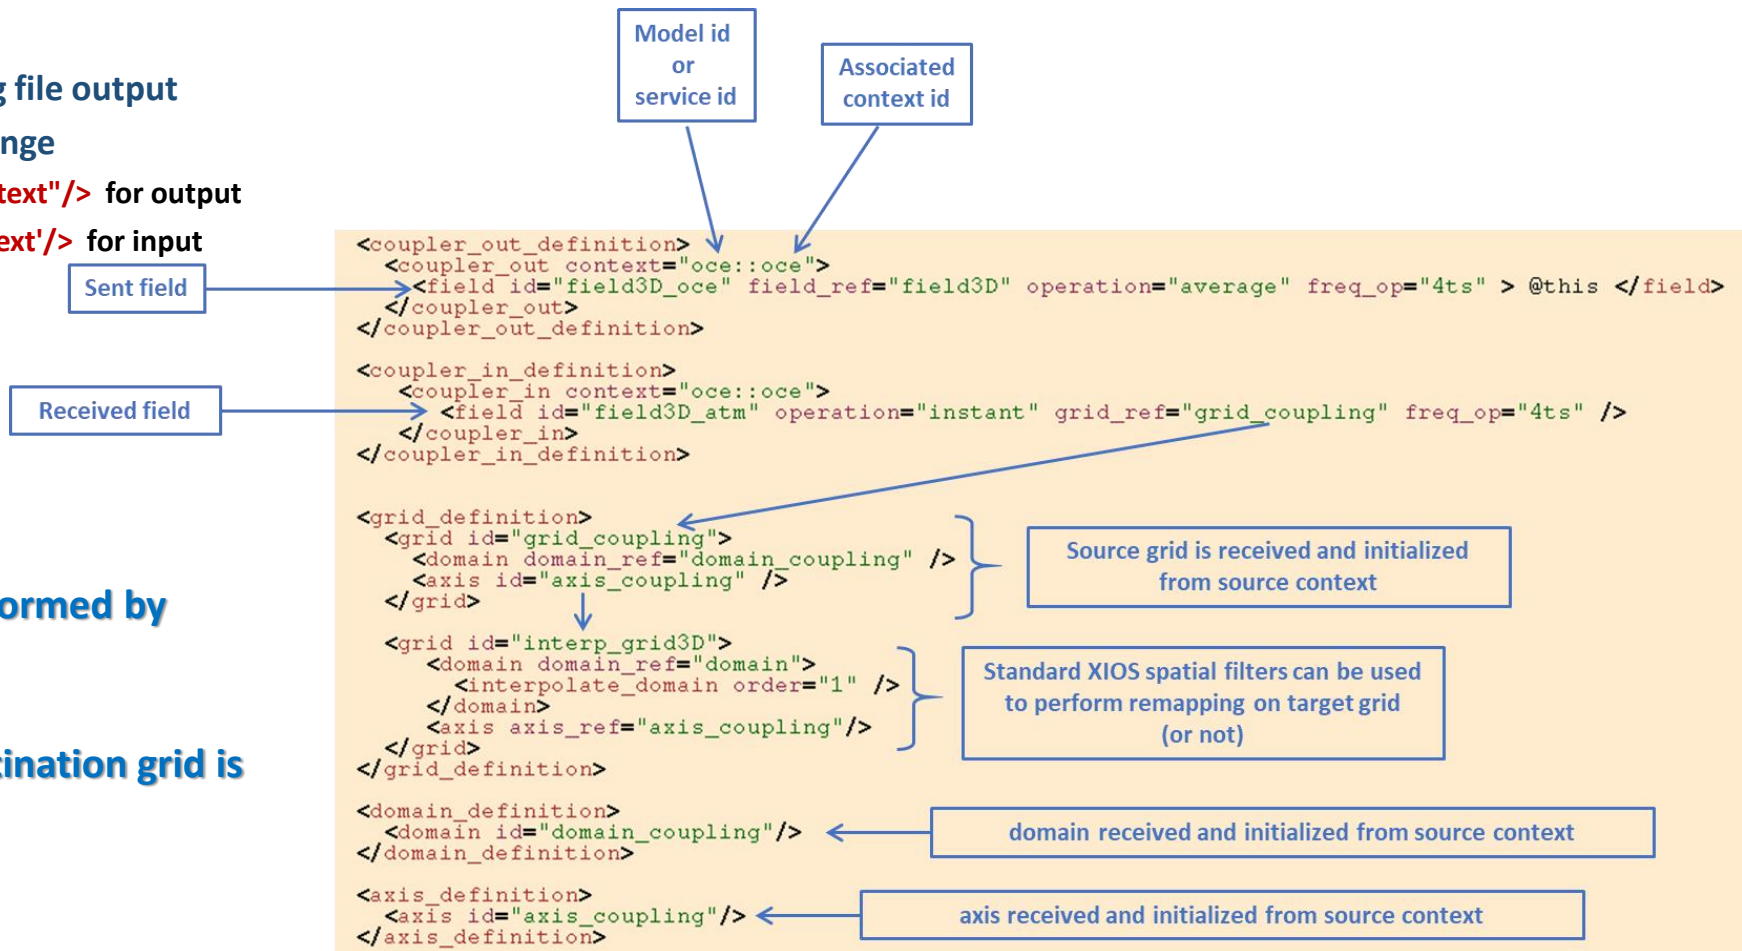 Model id
or
service id
Associated
context id
g file output
nge
text"/> for output
ext'/> for input
Sent field
Received field
<coupler_out_definition>
<coupler_out context="oce::oce">
<field id="field3D_oce" field_ref="field3D" operation="average" freq_op="4ts" > @this </field>
</coupler_out>
</coupler_out_definition>
<coupler_in_definition>
<coupler_in context="oce::oce">
<field id="field3D_atm" operation="instant" grid_ref="grid_coupling" freq_op="4ts" />
</coupler_in>
</coupler_in_definition>
<grid_definition>
<grid id="grid_coupling">
<domain domain_ref="domain_coupling" />
<axis id="axis_coupling" />
</grid>
Source grid is received and initialized
from source context
ormed by
<grid id="interp_grid3D">
<domain domain_ref="domain">
<interpolate_domain order="1" />
</domain>
<axis axis_ref="axis_coupling"/>
</grid>
</grid_definition>
Standard XIOS spatial filters can be used
to perform remapping on target grid
(or not)
tination grid is
<domain_definition>
<domain id="domain_coupling"/>
</domain_definition>
domain received and initialized from source context
<axis_definition>
<axis id="axis_coupling"/>
</axis_definition>
axis received and initialized from source context